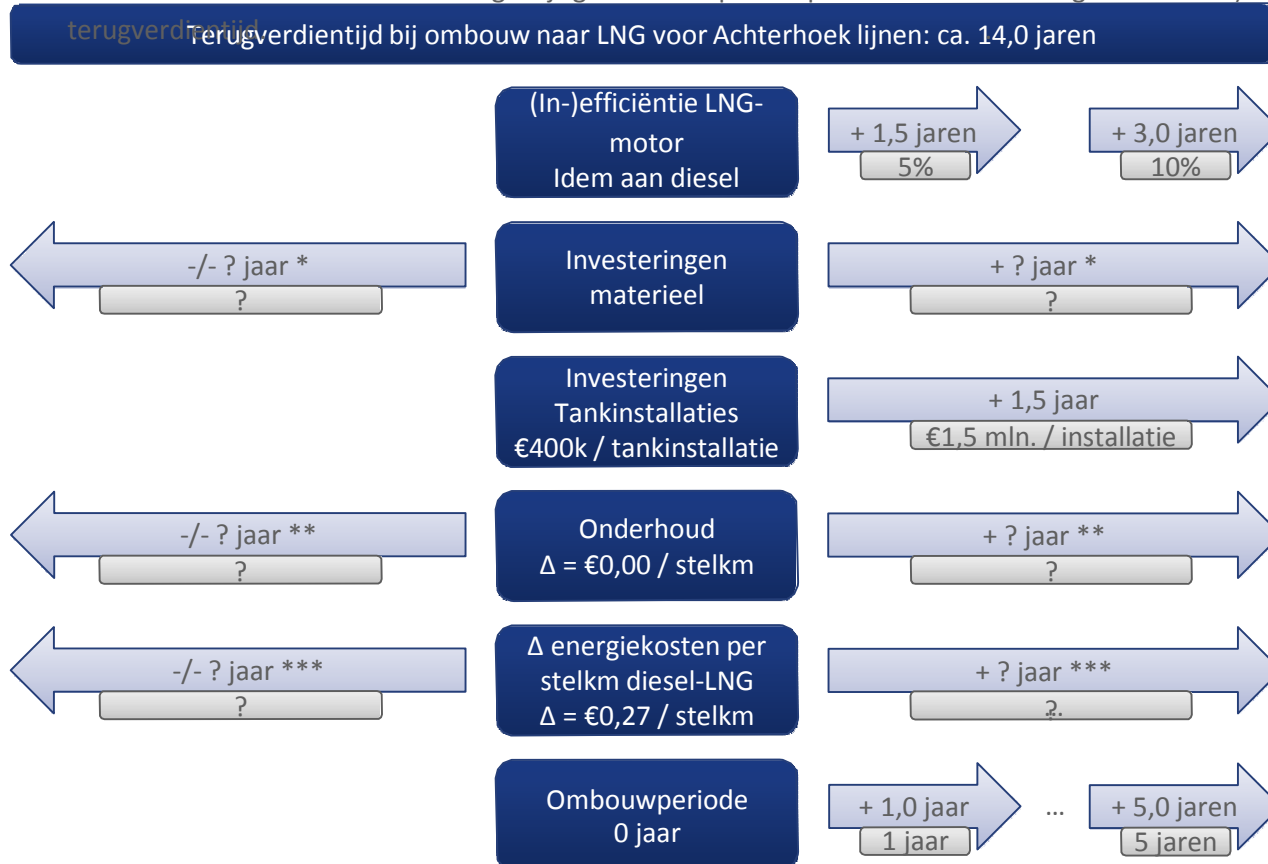 terugverdientijd.
Terugverdientijd bij ombouw naar LNG voor Achterhoek lijnen: ca. 14,0 jaren
(In-)efficiëntie LNG-
motor
Idem aan diesel
+ 1,5 jaren
5%
+ 3,0 jaren
10%
-/- ? jaar *
?
Investeringen
materieel
+ ? jaar *
?
Investeringen
Tankinstallaties
€400k / tankinstallatie
+ 1,5 jaar
€1,5 mln. / installatie
-/- ? jaar **
?
Onderhoud
Δ = €0,00 / stelkm
+ ? jaar **
?
-/- ? jaar ***
?
Δ energiekosten per
stelkm diesel-LNG
Δ = €0,27 / stelkm
+ ? jaar ***
?
Ombouwperiode
0 jaar
+ 1,0 jaar
1 jaar
...
+ 5,0 jaren
5 jaren